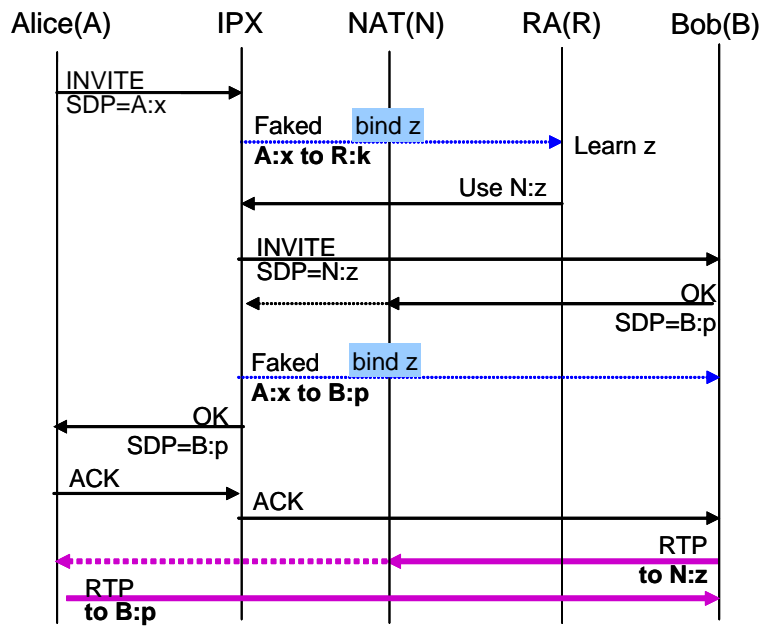 Alice(A) IPX NAT(N) RA(R) Bob(B)
INVITE
SDP=A:x
Faked bind z
A:x to R:k
Learn z
Use N:z
INVITE
SDP=N:z
OK
SDP=B:p
Faked bind z
A:x to B:p
OK
SDP=B:p
ACK
ACK
RTP
to N:z
RTP
to B:p